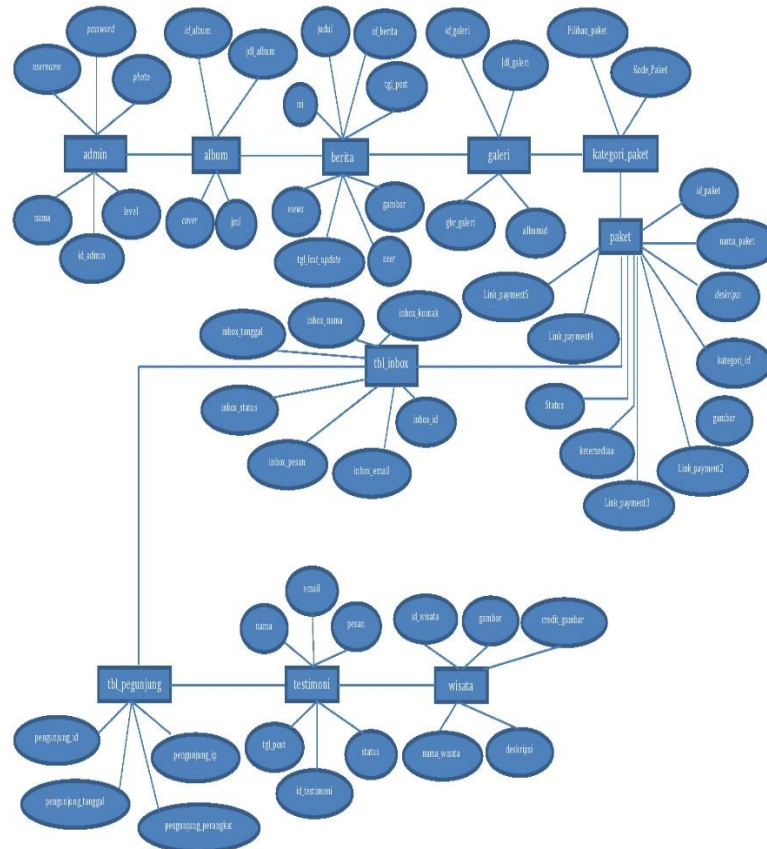 password
id_album
jdl_album
judul
id_berita
id_galeri
Jdl_galeri
Pilihan_paket
Kode_Paket
username
photo
isi
tgl_post
admin
album
berita
galeri
kategori_paket
nama
id_admin
level
cover
jml
views
tgl_last_update
user
gambar
gbr_galeri
albumid
paket
id_paket
nama_paket
deskripsi
kategori_id
gambar
Link_payment2
Link_payment3
ketersediaa
Status
Link_payment4
Link_payment5
inbox_tanggal
inbox_nama
inbox_kontak
tbl_inbox
inbox_status
inbox_pesan
inbox_email
inbox_id
nama
email
pesan
id_wisata
gambar
credit_gambar
tbl_pegunjung
testimoni
wisata
pengunjung_id
pengunjung_ip
pengunjung_tanggal
pengunjung_perangkat
tgl_post
id_testimoni
status
nama_wisata
deskripsi